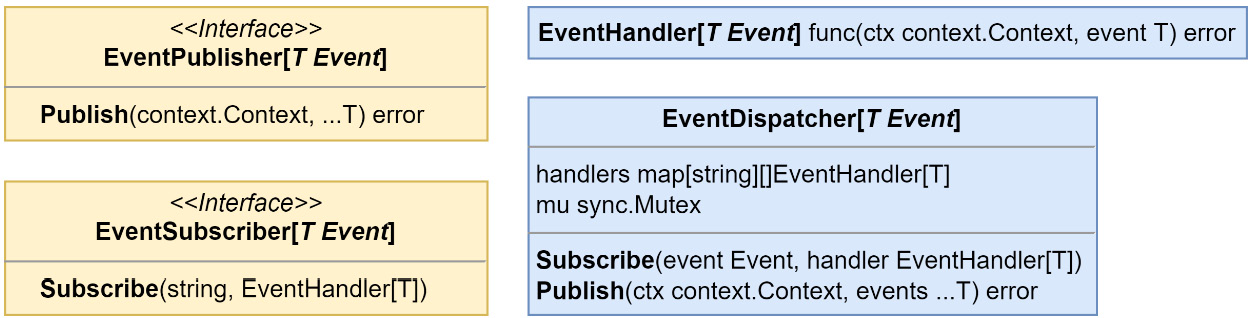 <<Interface>>
EventPublisher[T Event]
Publish(context.Context, ...T) error
<<Interface>>
EventSubscriber[T Event]
Subscribe(string, EventHandler[T])
EventHandler[T Event] func(ctx context.Context, event T) error
EventDispatcher[T Event]
handlers map[string][]EventHandler[T]
mu sync.Mutex
Subscribe(event Event, handler EventHandler[T])
Publish(ctx context.Context, events ...T) error